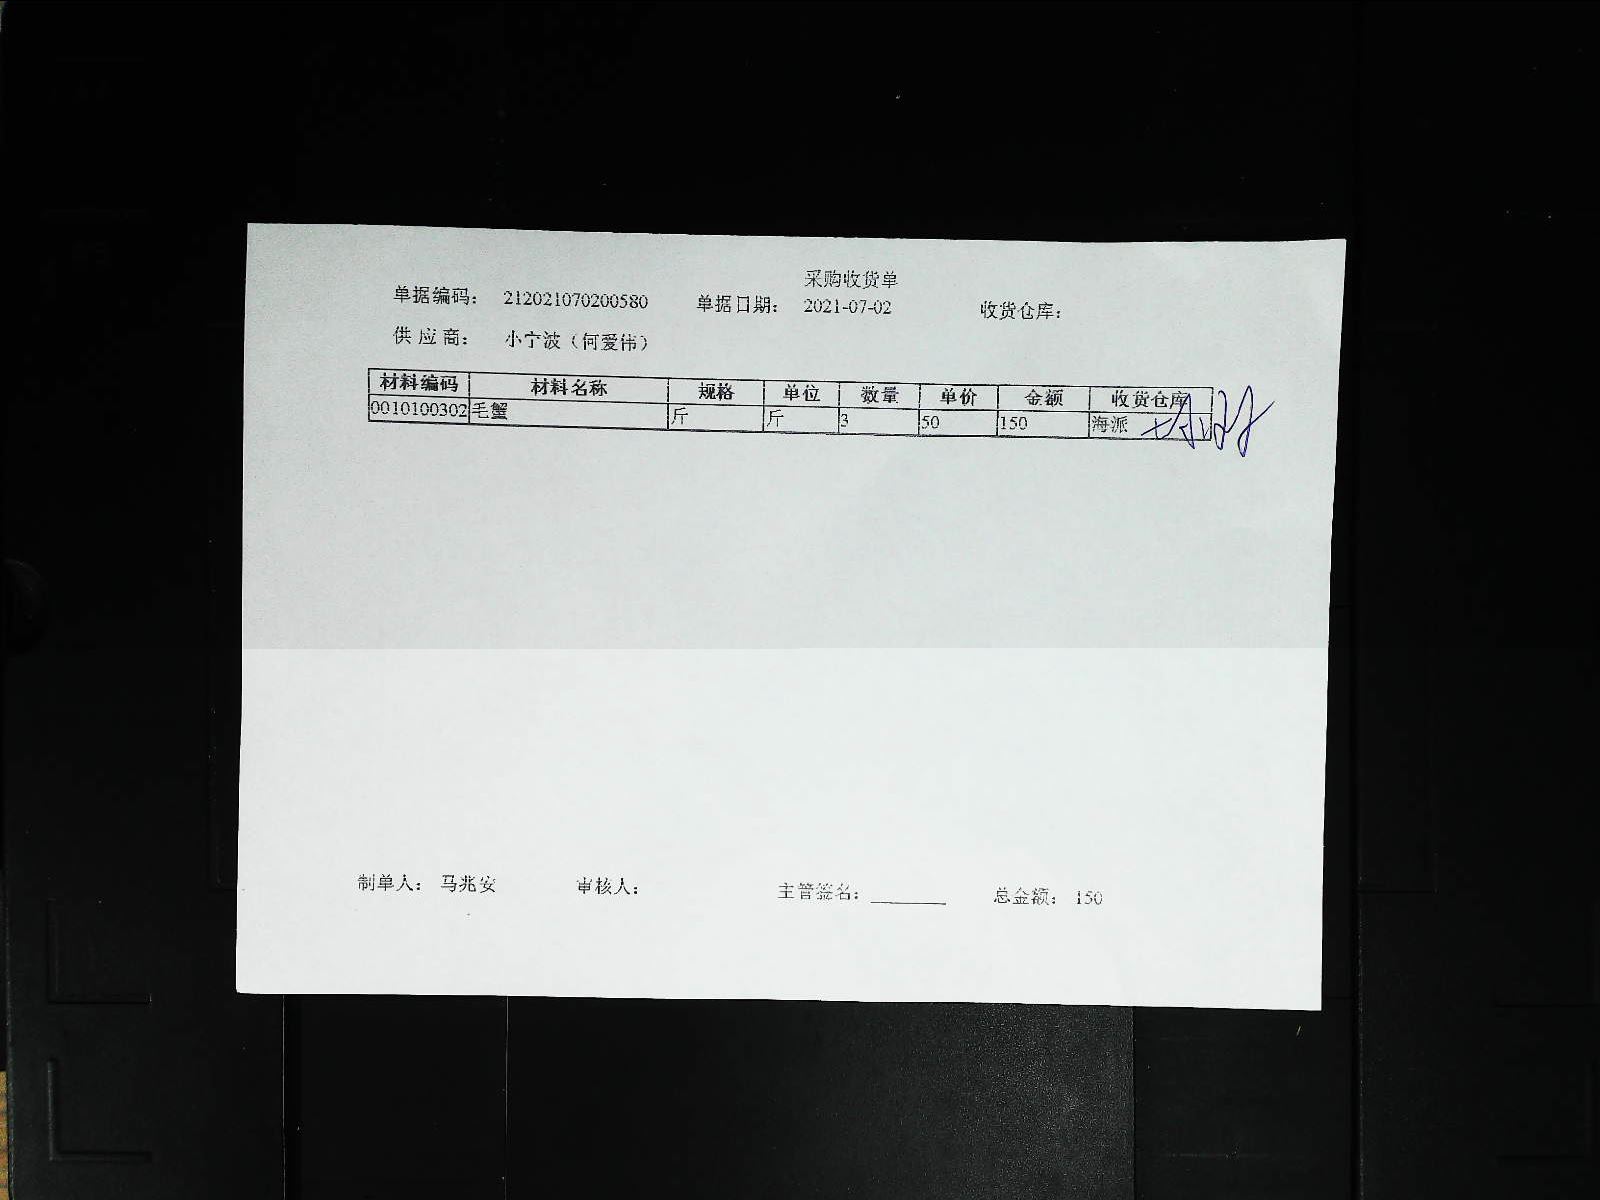 采购收货单
单据编码： 212021070200580 单据日期： 2021-07-02 收货仓库：
供应商： 小宁波（何爱伟）
材料编码 材料名称 规格 单位 数量 单价 金额 收货仓库
0010100302 毛蟹 斤 斤 3 50 150 海派
制单人： 马兆安 审核人： 主管签名： 总金额： 150